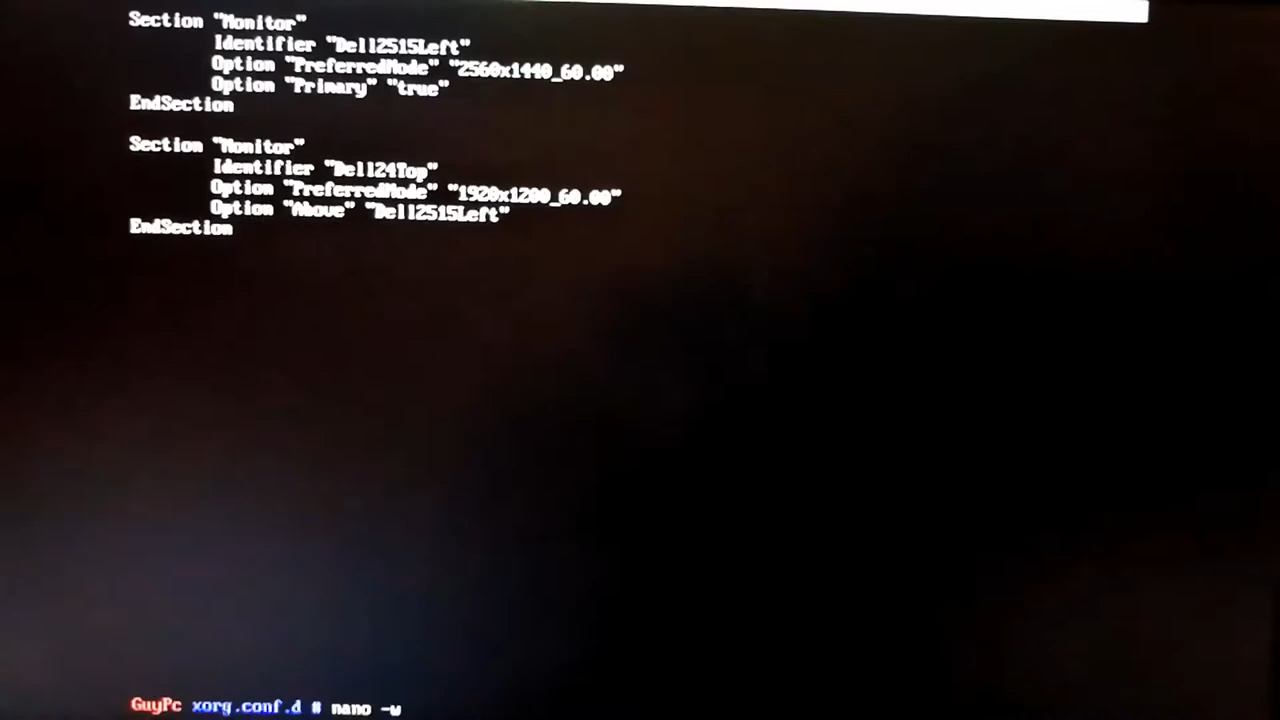 Section "Monitor"
Identifier "Dell2515Left"
Option "PreferredMode" "2560x1440_60.00"
Option "Primary" "true"
EndSection
Section "Monitor"
Identifier "Dell24Top"
Option "PreferredMode" "1920x1200_60.00"
Option "Above" "Dell2515Left"
EndSection
GuyPc xorg.conf.d # nano -w